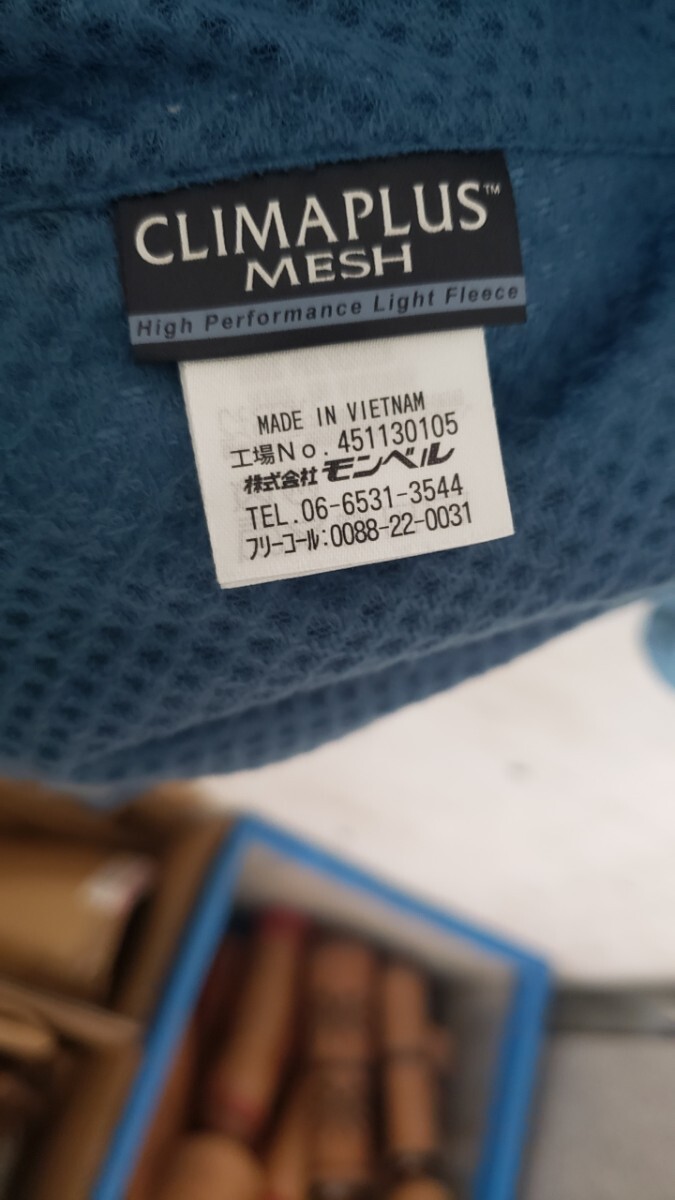 CLIMAPLUS™
MESH
High Performance Light Fleece
MADE IN VIETNAM
工場No. 451130105
株式会社モンベル
TEL.06-6531-3544
フリーコール:0088-22-0031